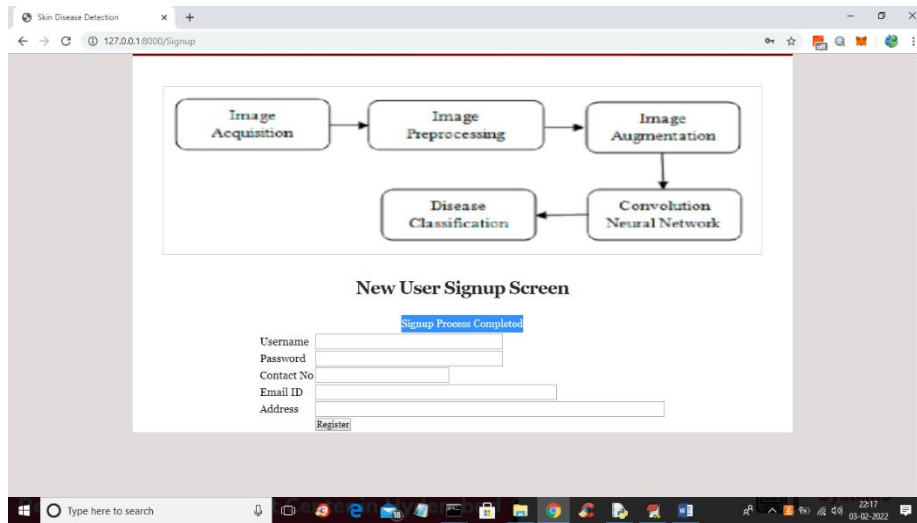 Skin Disease Detection
127.0.0.1:8000/Signup
Image
Acquisition
Image
Preprocessing
Image
Augmentation
Disease
Classification
Convolution
Neural Network
New User Signup Screen
Signup Process Completed
Username
Password
Contact No
Email ID
Address
Register
Type here to search
18
22:17
03-02-2022